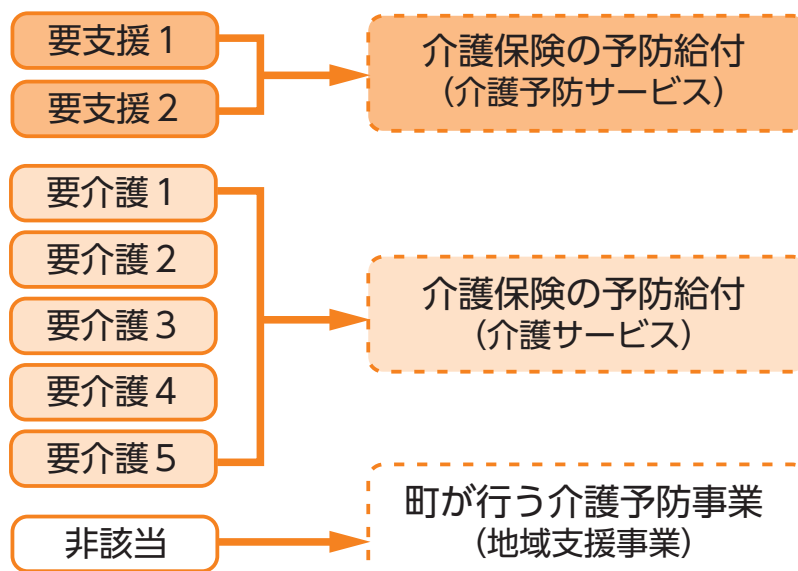 要支援1
要支援2
介護保険の予防給付
（介護予防サービス）
要介護1
要介護2
要介護3
要介護4
要介護5
介護保険の予防給付
（介護サービス）
非該当
町が行う介護予防事業
（地域支援事業）